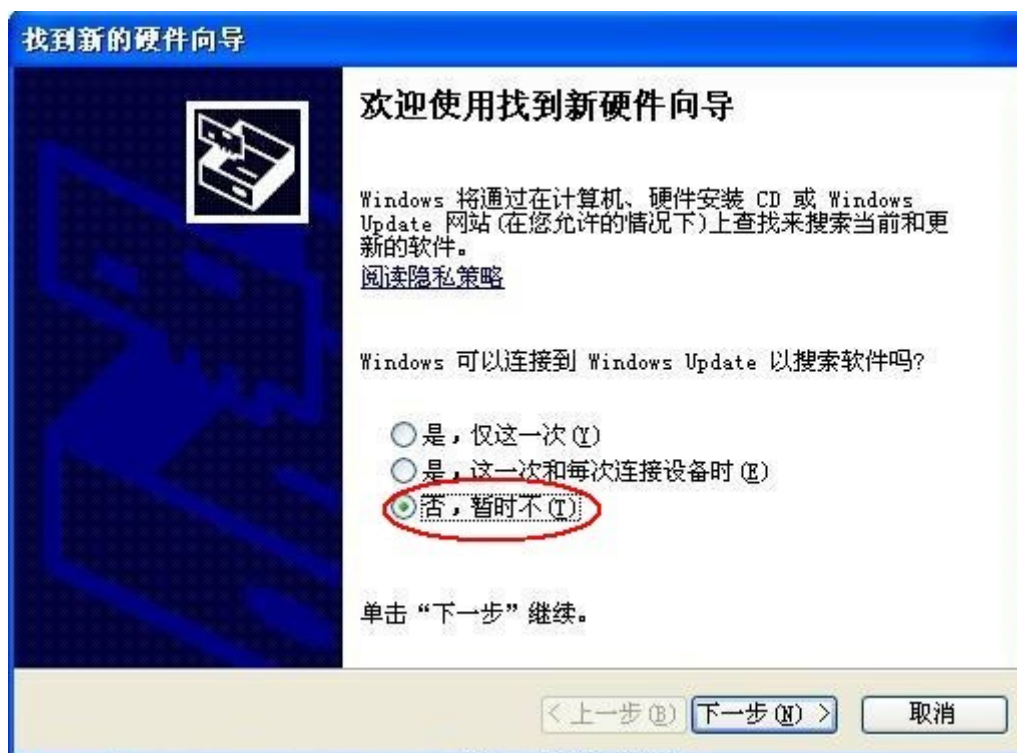 找到新的硬件向导
欢迎使用找到新硬件向导
Windows 将通过在计算机、硬件安装 CD 或 Windows
Update 网站(在您允许的情况下)上查找来搜索当前和更
新的软件。
阅读隐私策略
Windows 可以连接到 Windows Update 以搜索软件吗?
是，仅这一次(Y)
是，这一次和每次连接设备时(E)
否，暂时不(T)
单击“下一步”继续。
< 上一步(B) 下一步(N) > 取消